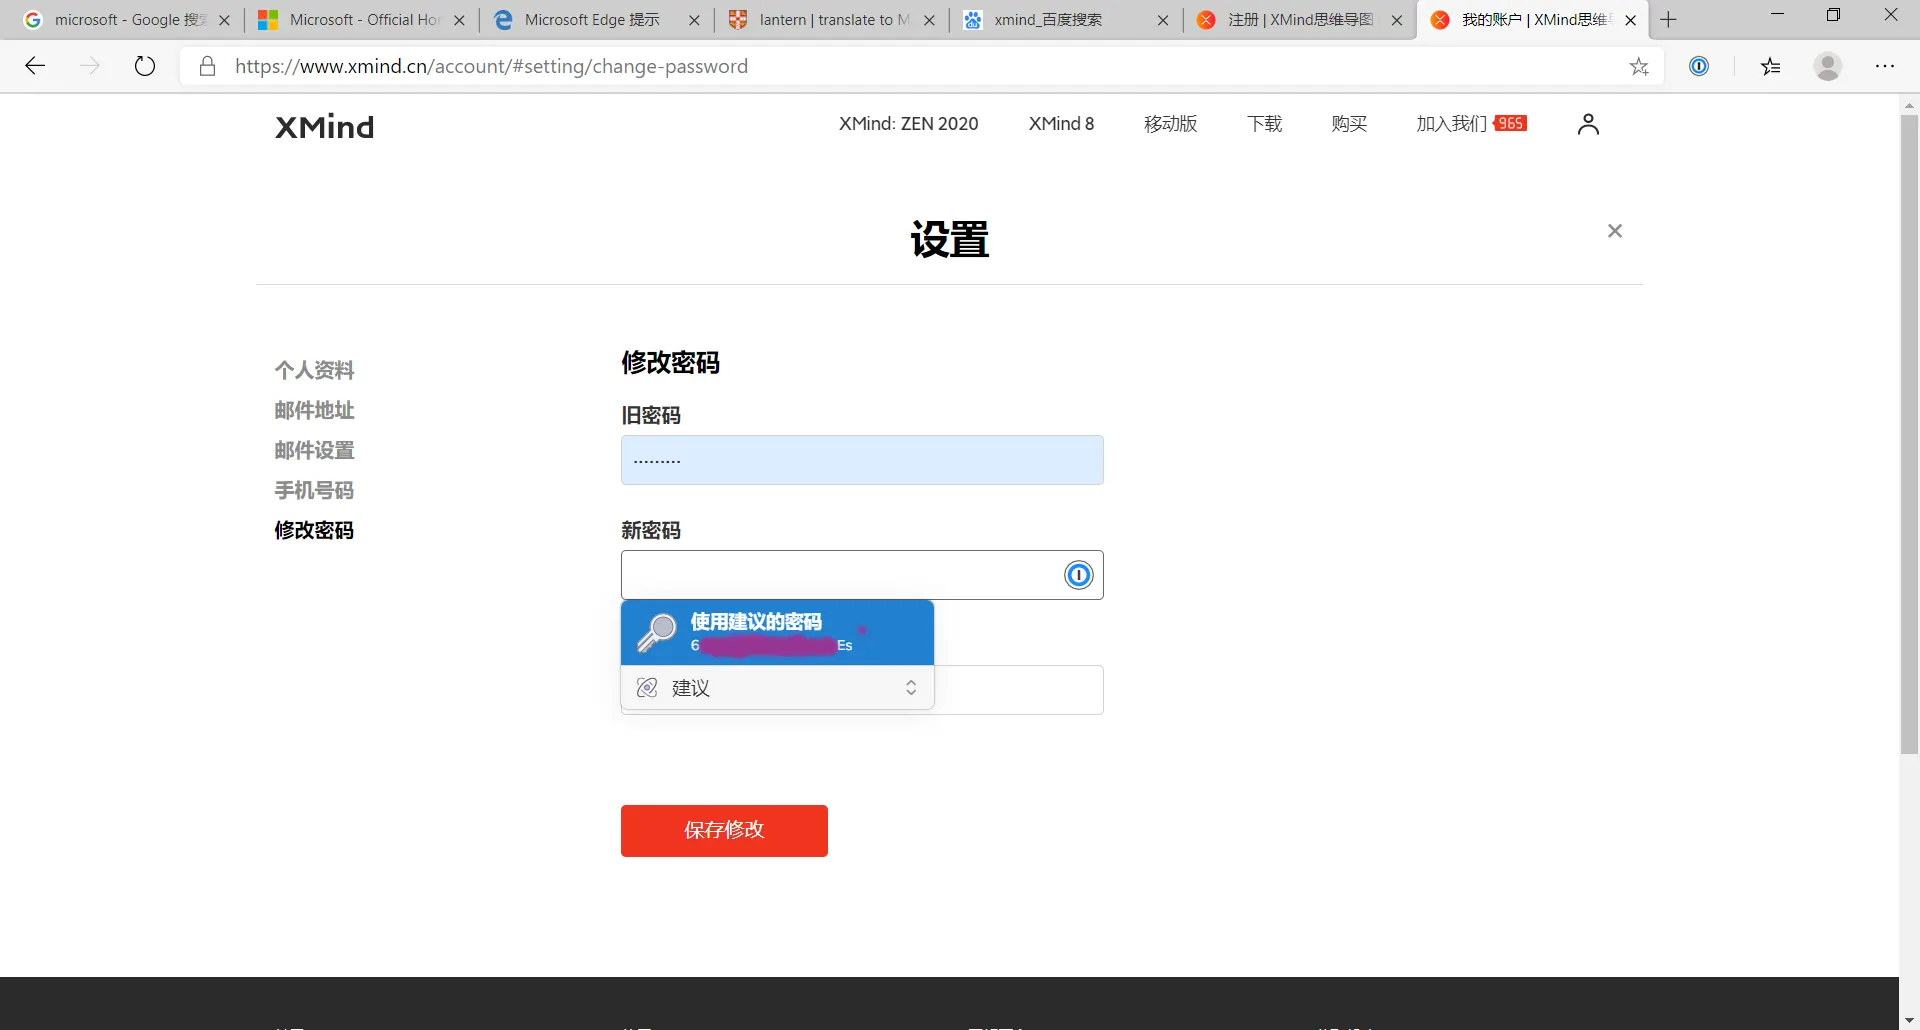 microsoft - Google 搜索
Microsoft - Official Hor
Microsoft Edge 提示
lantern | translate to M
xmind_百度搜索
注册 | XMind思维导图
我的账户 | XMind思维导
https://www.xmind.cn/account/#setting/change-password
XMind
XMind: ZEN 2020
XMind 8
移动版
下载
购买
加入我们 965
设置
个人资料
邮件地址
邮件设置
手机号码
修改密码
修改密码
旧密码
新密码
使用建议的密码
6 Es
建议
保存修改